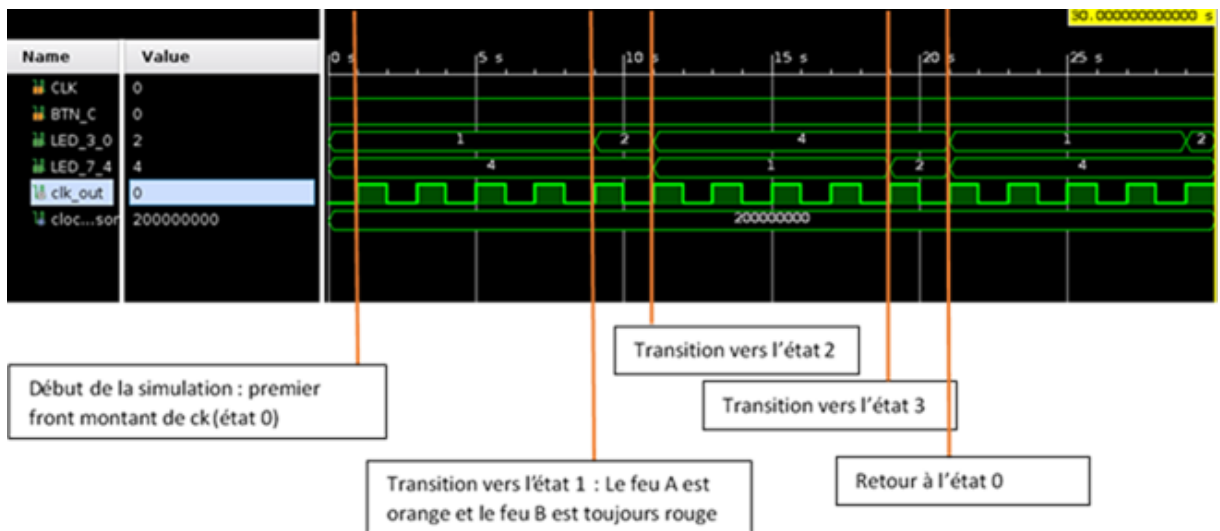 30.000000000000 s
Name Value
0 s 5 s 10 s 15 s 20 s 25 s
CLK 0
BTN_C 0
LED_3_0 2 1 2 4 1 2
LED_7_4 4 4 1 2 4
clk_out 0
cloc...sor 200000000 200000000
Transition vers l'état 2
Début de la simulation : premier
front montant de ck (état 0)
Transition vers l'état 3
Transition vers l'état 1 : Le feu A est
orange et le feu B est toujours rouge
Retour à l'état 0